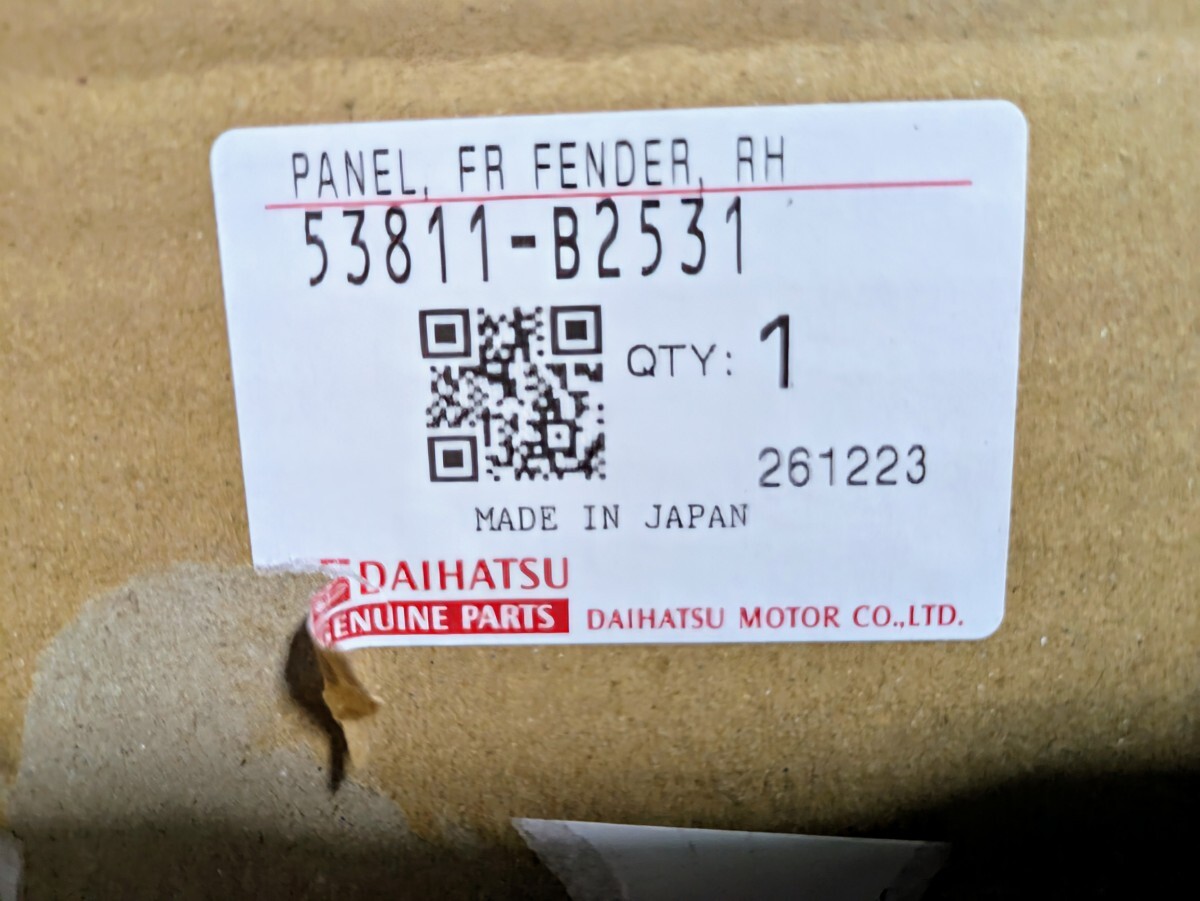 PANEL, FR FENDER, RH
53811-B2531
QTY: 1
261223
MADE IN JAPAN
DAIHATSU
GENUINE PARTS DAIHATSU MOTOR CO.,LTD.